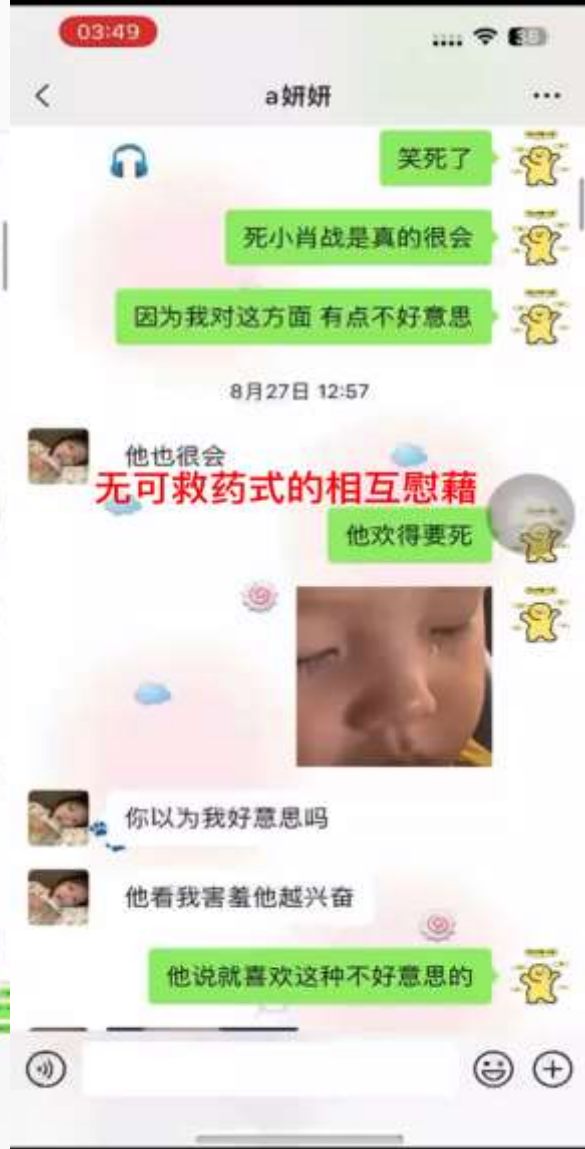 03:49
a妍妍
笑死了
死小肖战是真的很会
因为我对这方面 有点不好意思
8月27日 12:57
他也很会
无可救药式的相互慰藉
他欢得要死
你以为我好意思吗
他看我害羞他越兴奋
他说就喜欢这种不好意思的